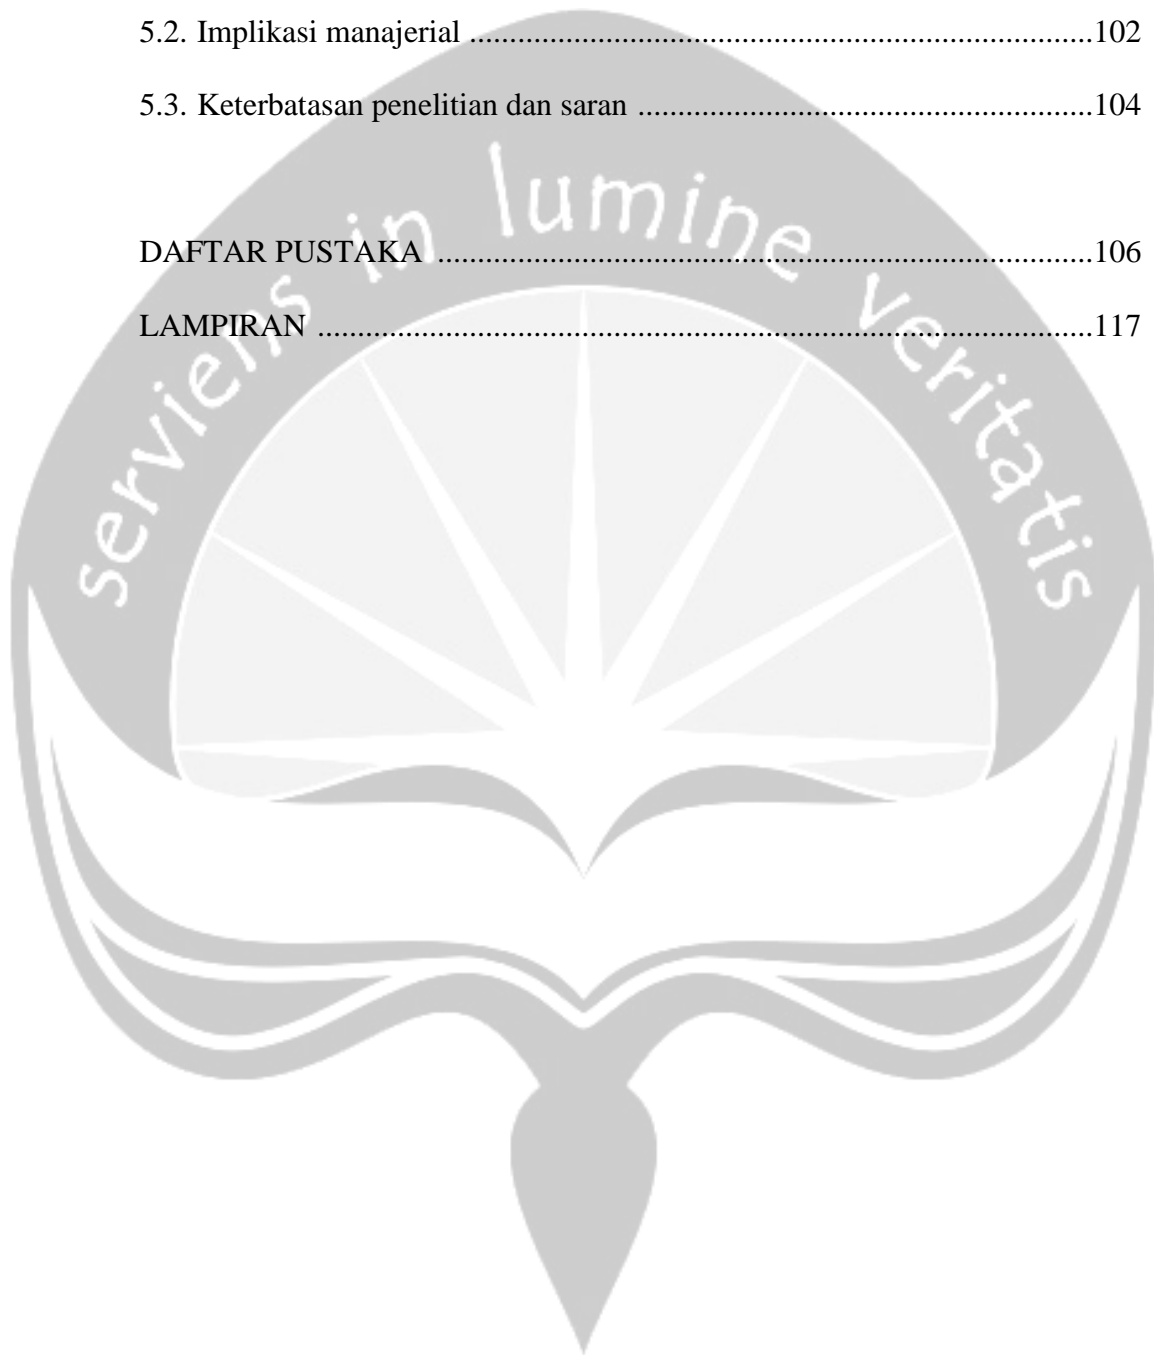 5.2. Implikasi manajerial ....................................................................................102
5.3. Keterbatasan penelitian dan saran .............................................................104
serviens in lumine veritatis
DAFTAR PUSTAKA ........................................................................................106
LAMPIRAN ........................................................................................................117